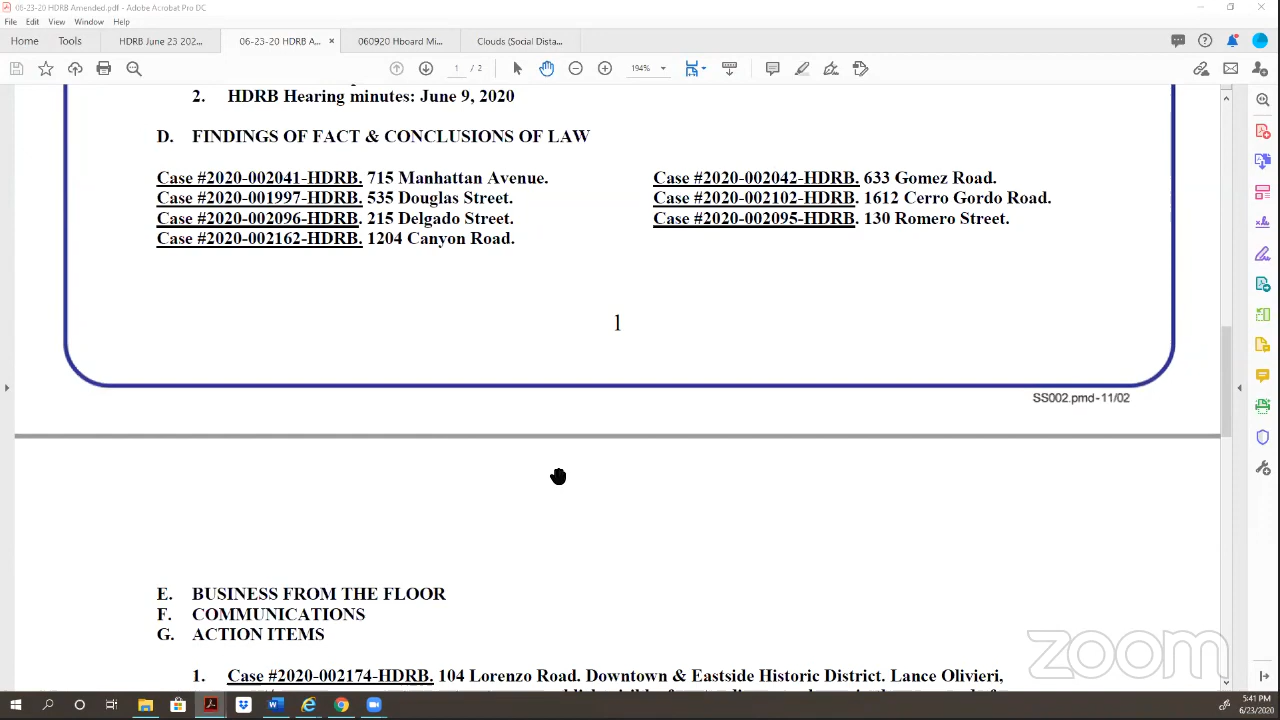 06-23-20 HDRB Amended.pdf - Adobe Acrobat Pro DC
File Edit View Window Help
Home Tools HDRB June 23 202... 06-23-20 HDRB A... × 060920 Hboard Mi... Clouds (Social Dista...
1 / 2 194%
2. HDRB Hearing minutes: June 9, 2020
D. FINDINGS OF FACT & CONCLUSIONS OF LAW
Case #2020-002041-HDRB. 715 Manhattan Avenue. Case #2020-002042-HDRB. 633 Gomez Road.
Case #2020-001997-HDRB. 535 Douglas Street. Case #2020-002102-HDRB. 1612 Cerro Gordo Road.
Case #2020-002096-HDRB. 215 Delgado Street. Case #2020-002095-HDRB. 130 Romero Street.
Case #2020-002162-HDRB. 1204 Canyon Road.
1
SS002.pmd-11/02
E. BUSINESS FROM THE FLOOR
F. COMMUNICATIONS
G. ACTION ITEMS
1. Case #2020-002174-HDRB. 104 Lorenzo Road. Downtown & Eastside Historic District. Lance Olivieri,
zoom
5:41 PM
6/23/2020